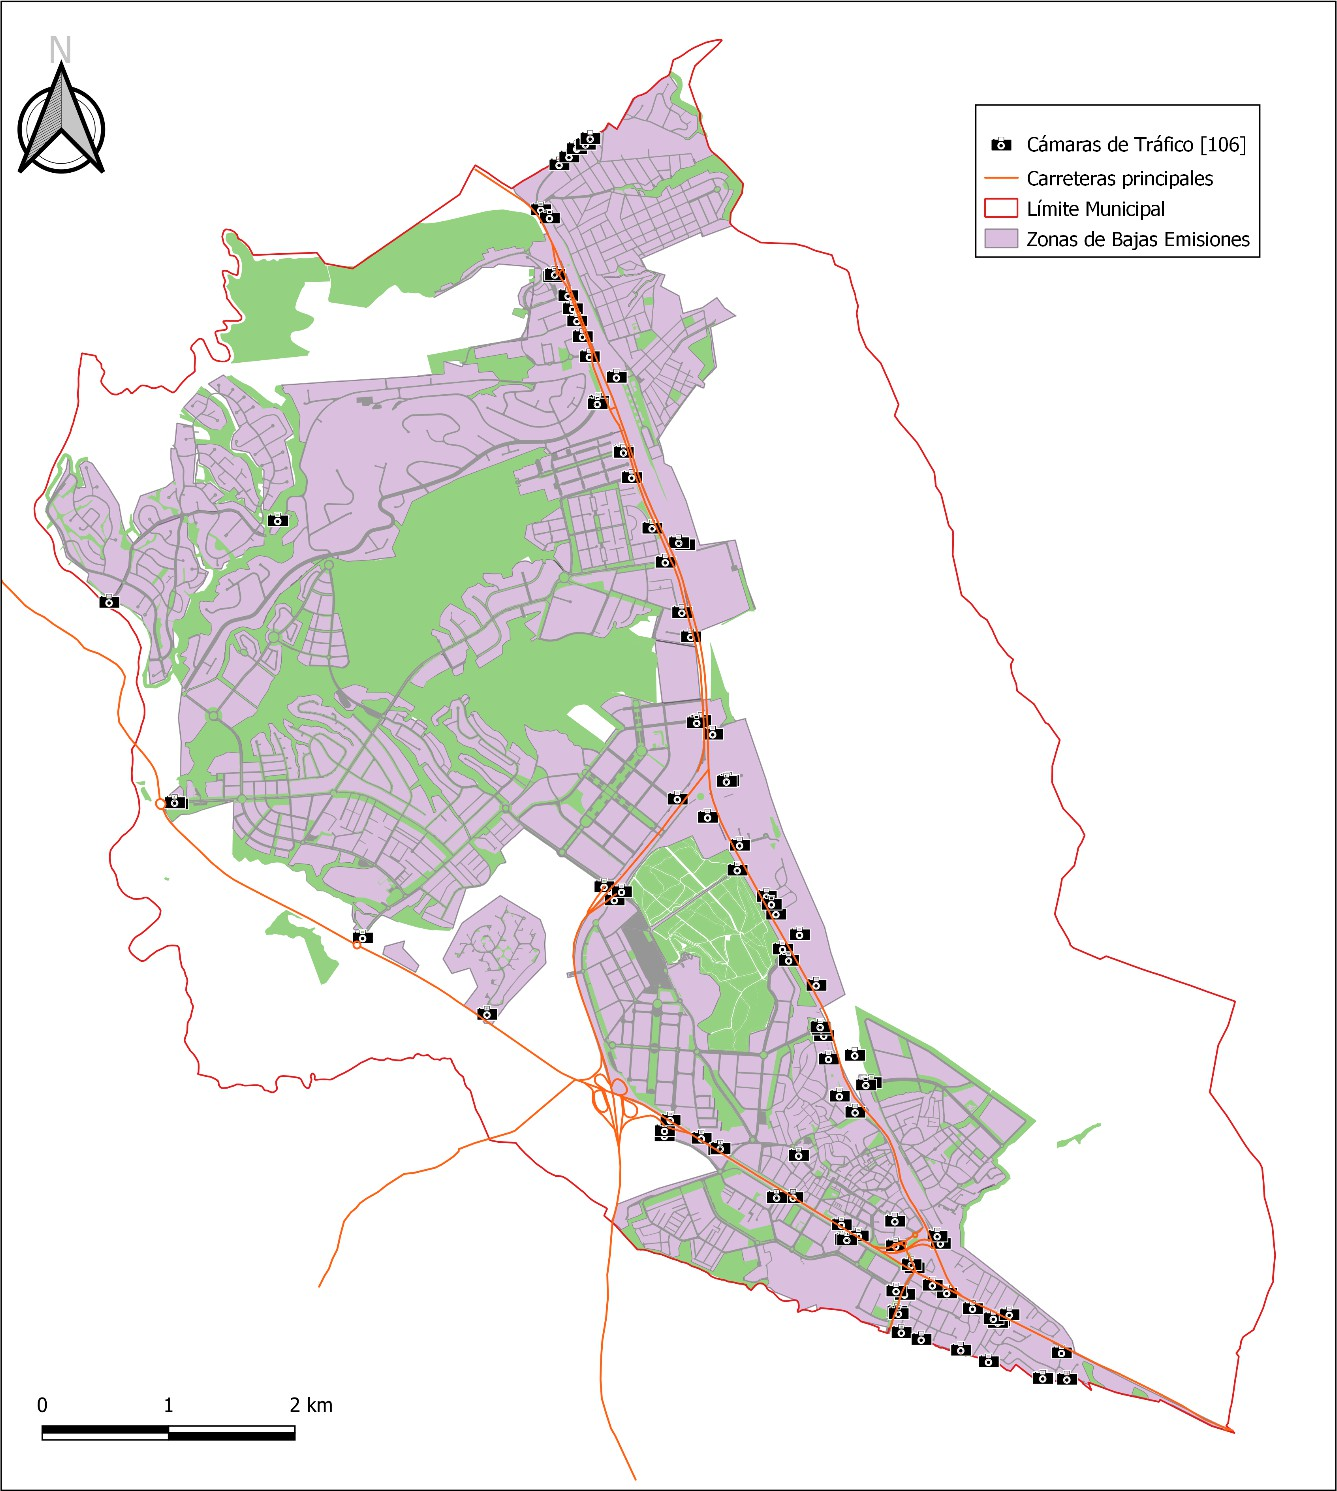 N
Cámaras de Tráfico [106]
Carreteras principales
Límite Municipal
Zonas de Bajas Emisiones
0 1 2 km